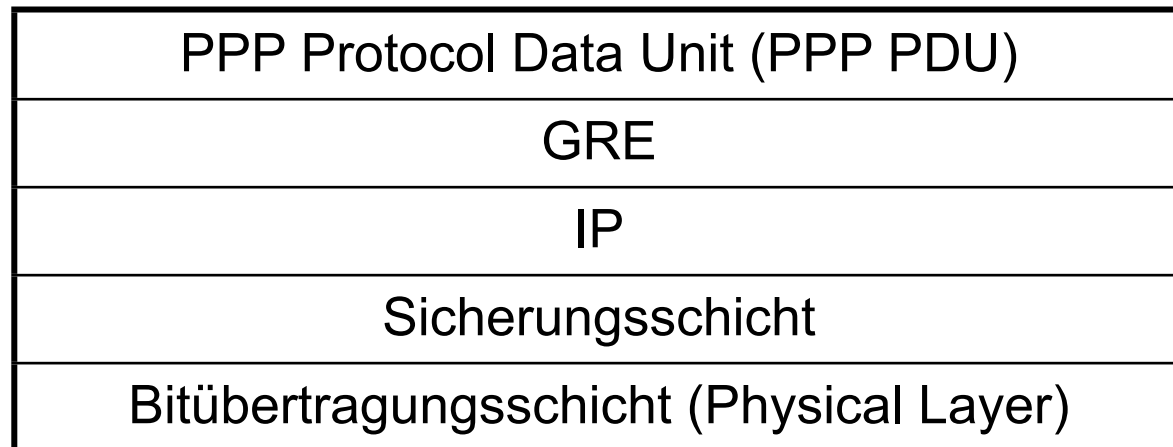 PPP Protocol Data Unit (PPP PDU)
GRE
IP
Sicherungsschicht
Bitübertragungsschicht (Physical Layer)